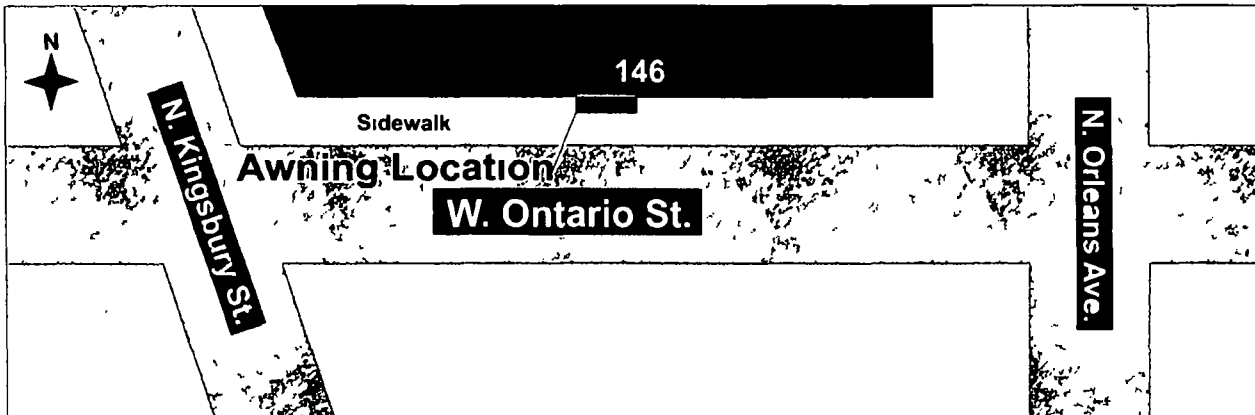 N
146
Sidewalk
Awning Location
W. Ontario St.
N. Kingsbury St.
N. Orleans Ave.